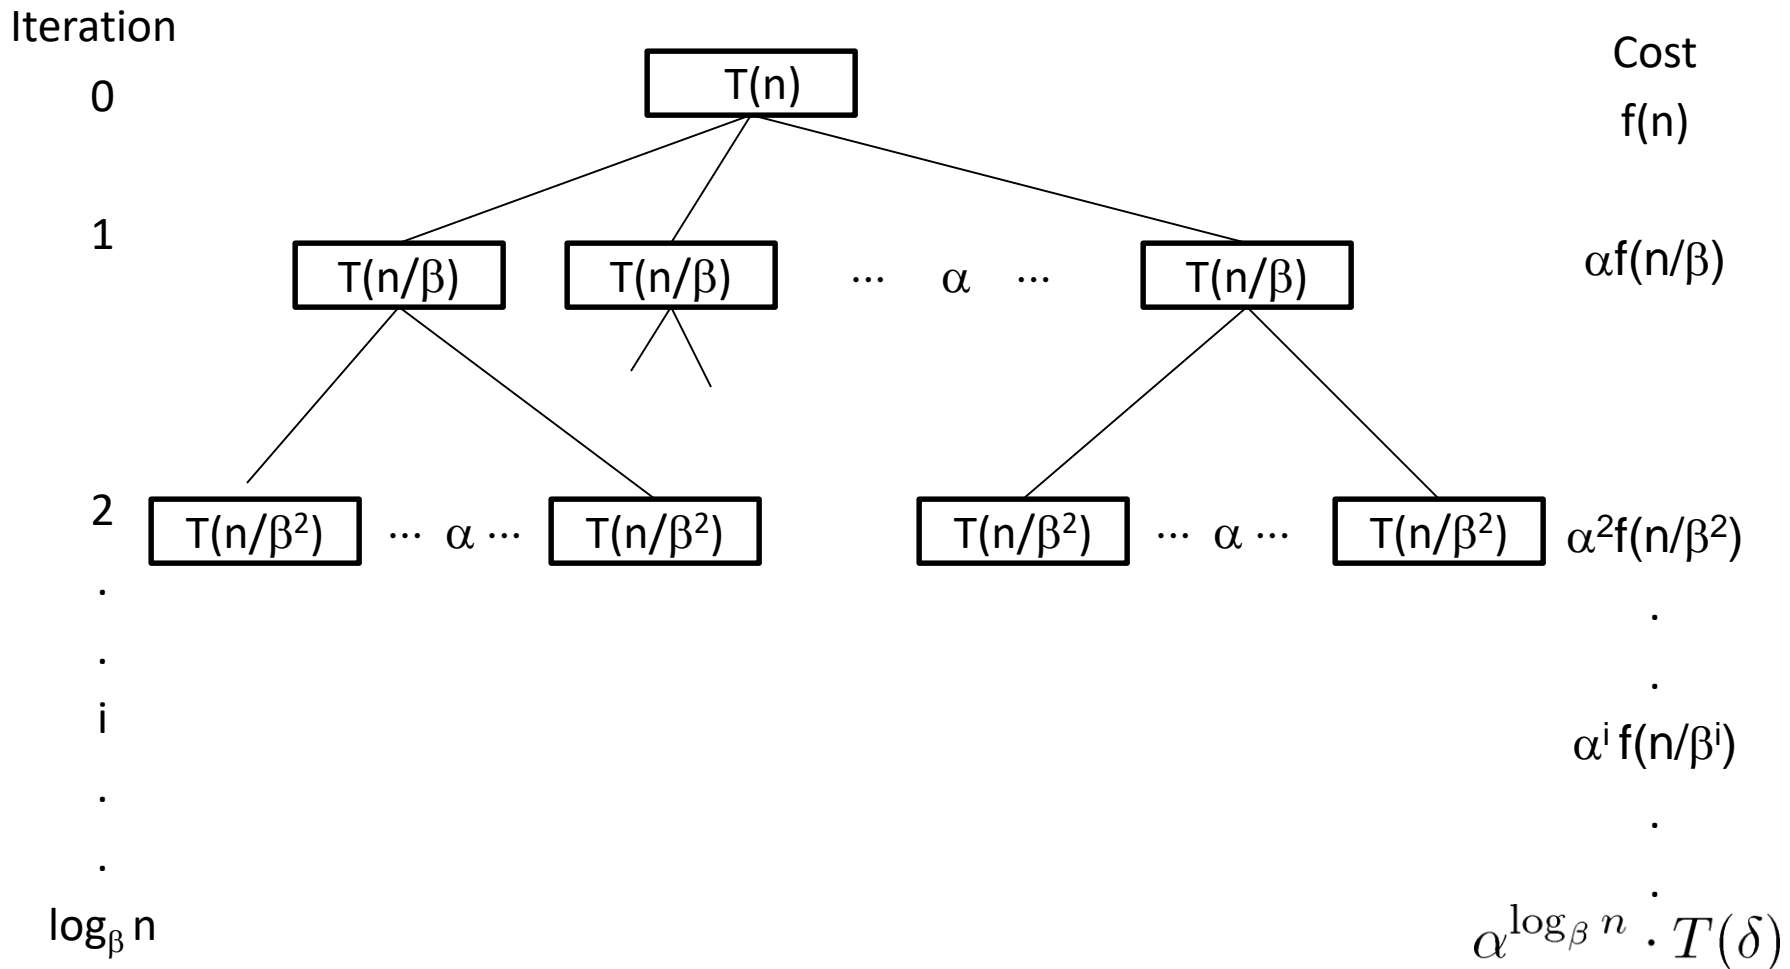 Iteration
Cost
0
T(n)
f(n)
1
T(n/β) T(n/β) ... α ... T(n/β)
αf(n/β)
2
T(n/β²) ... α ... T(n/β²) T(n/β²) ... α ... T(n/β²)
α²f(n/β²)
.
.
.
.
i
αⁱ f(n/βⁱ)
.
.
.
.
log_β n
α^{log_β n} · T(δ)